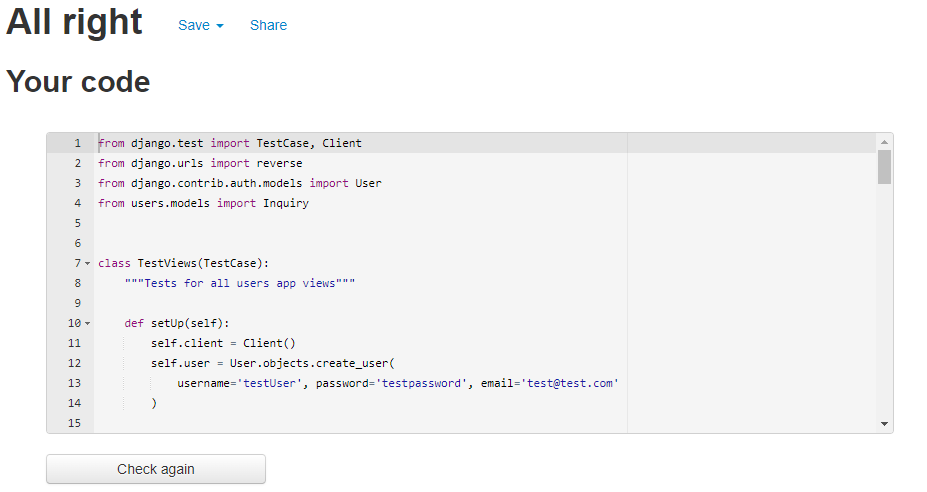 All right Save Share
Your code
1 from django.test import TestCase, Client
2 from django.urls import reverse
3 from django.contrib.auth.models import User
4 from users.models import Inquiry
5
6
7 class TestViews(TestCase):
8     """Tests for all users app views"""
9
10     def setUp(self):
11         self.client = Client()
12         self.user = User.objects.create_user(
13             username='testUser', password='testpassword', email='test@test.com'
14         )
15
Check again